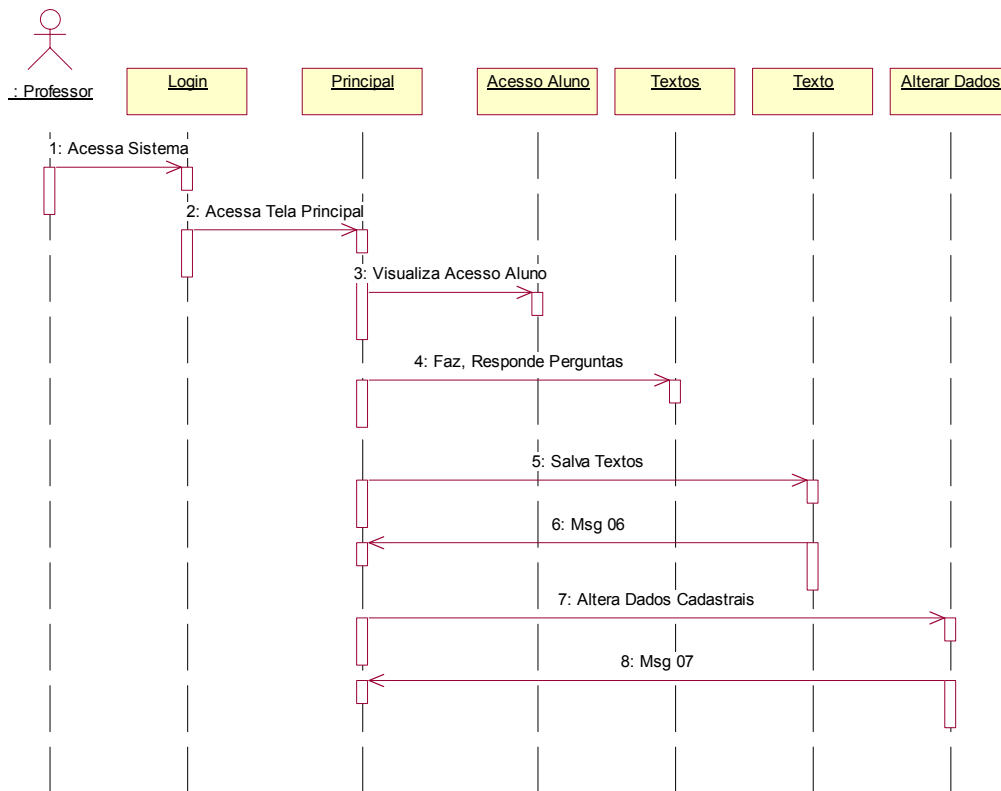 : Professor
Login
Principal
Acesso Aluno
Textos
Texto
Alterar Dados
1: Acessa Sistema
2: Acessa Tela Principal
3: Visualiza Acesso Aluno
4: Faz, Responde Perguntas
5: Salva Textos
6: Msg 06
7: Altera Dados Cadastrais
8: Msg 07